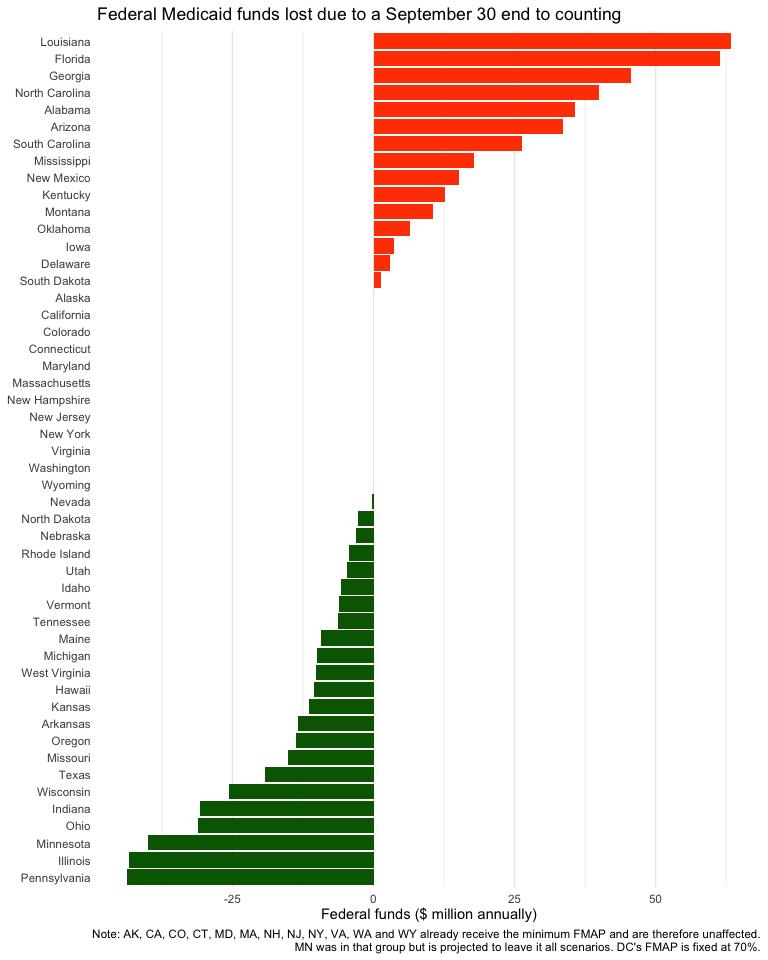 Federal Medicaid funds lost due to a September 30 end to counting
Louisiana
Florida
Georgia
North Carolina
Alabama
Arizona
South Carolina
Mississippi
New Mexico
Kentucky
Montana
Oklahoma
Iowa
Delaware
South Dakota
Alaska
California
Colorado
Connecticut
Maryland
Massachusetts
New Hampshire
New Jersey
New York
Virginia
Washington
Wyoming
Nevada
North Dakota
Nebraska
Rhode Island
Utah
Idaho
Vermont
Tennessee
Maine
Michigan
West Virginia
Hawaii
Kansas
Arkansas
Oregon
Missouri
Texas
Wisconsin
Indiana
Ohio
Minnesota
Illinois
Pennsylvania
-25 0 25 50
Federal funds ($ million annually)
Note: AK, CA, CO, CT, MD, MA, NH, NJ, NY, VA, WA and WY already receive the minimum FMAP and are therefore unaffected.
MN was in that group but is projected to leave it all scenarios. DC's FMAP is fixed at 70%.